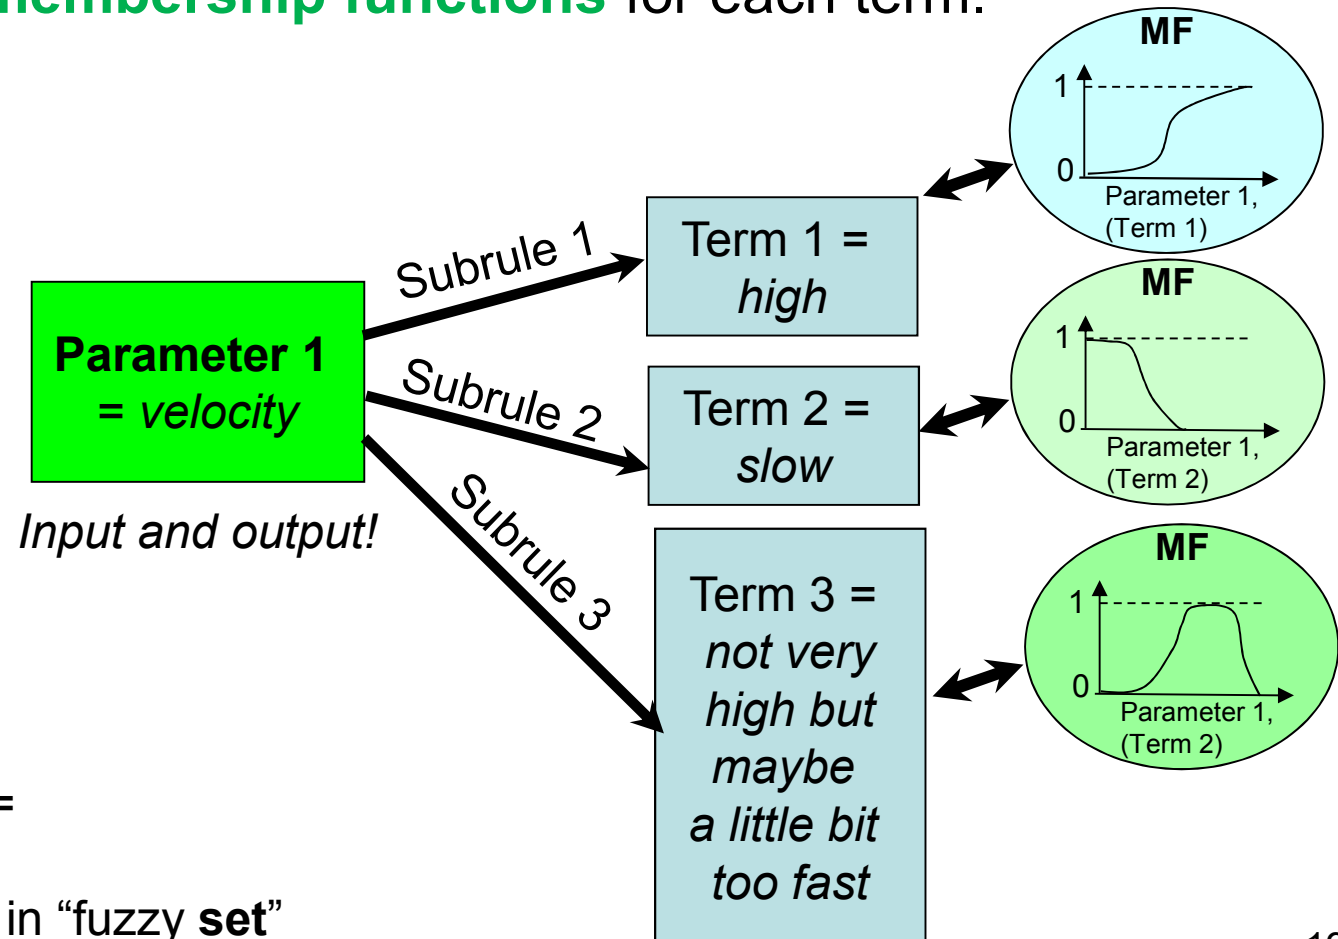 membership functions for each term.
MF
1
0
Parameter 1,
(Term 1)
Subrule 1
Term 1 =
high
Parameter 1
= velocity
Input and output!
Subrule 2
Term 2 =
slow
MF
1
0
Parameter 1,
(Term 2)
Subrule 3
Term 3 =
not very
high but
maybe
a little bit
too fast
MF
1
0
Parameter 1,
(Term 2)
=
in “fuzzy set”